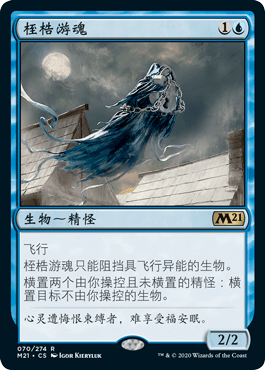 桎梏游魂 1
生物～精怪 M21
飞行
桎梏游魂只能阻挡具飞行异能的生物。
横置两个由你操控且未横置的精怪：横
置目标不由你操控的生物。
心灵遭悔恨束缚者，难享受福安眠。
2/2
070/274 R
M21 • CS IGOR KIERYLUK ™ & © 2020 Wizards of the Coast